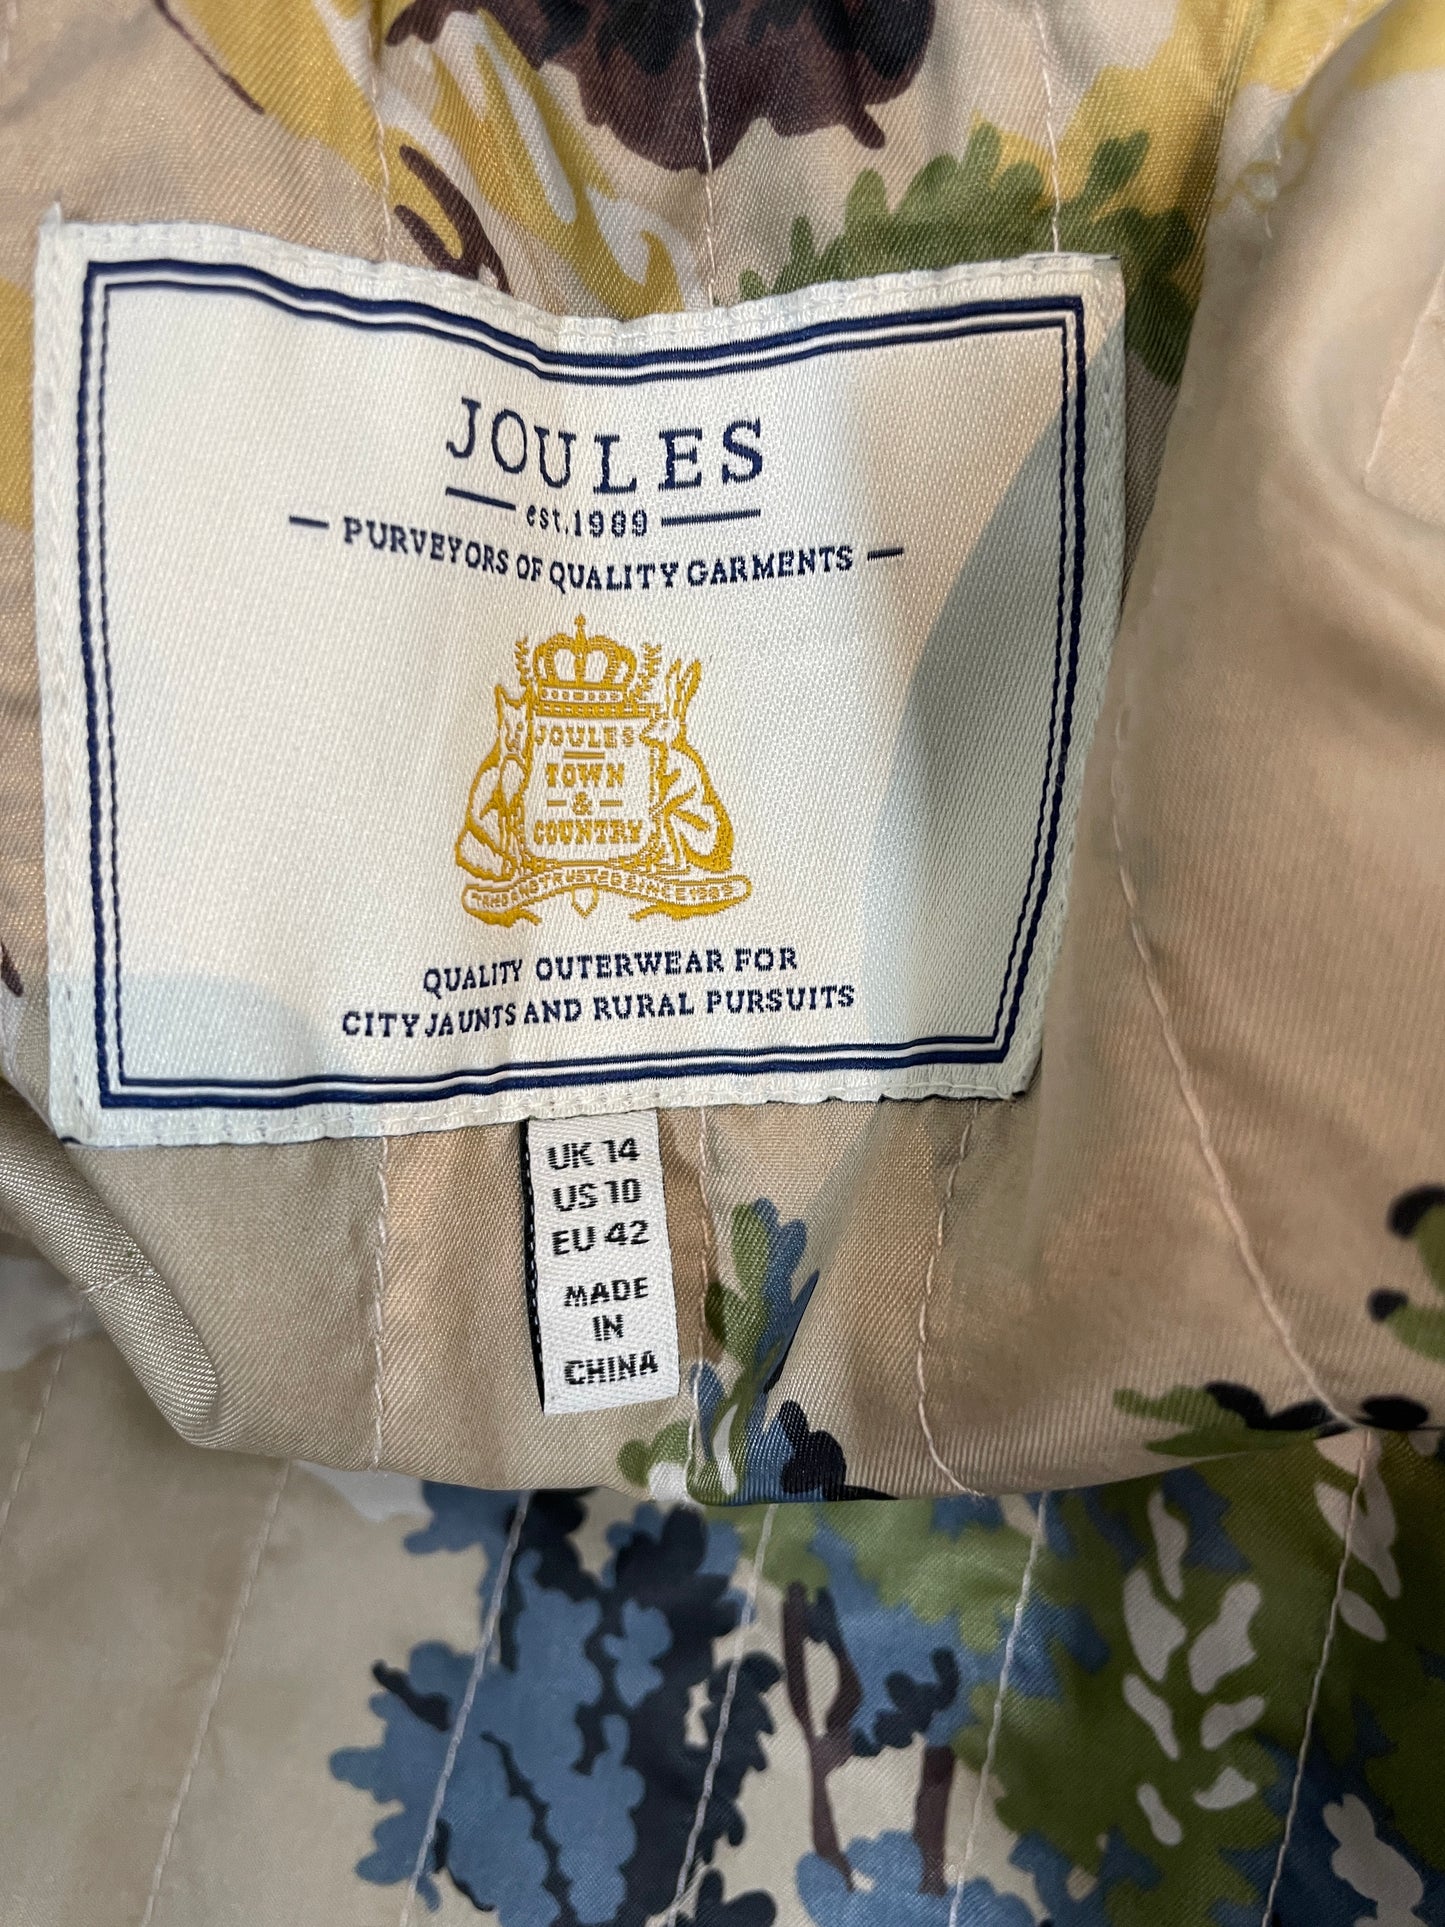 JOULES
est.1989
PURVEYORS OF QUALITY GARMENTS
JOULES
TOWN
&
COUNTRY
QUALITY OUTERWEAR FOR
CITY JAUNTS AND RURAL PURSUITS
UK 14
US 10
EU 42
MADE
IN
CHINA